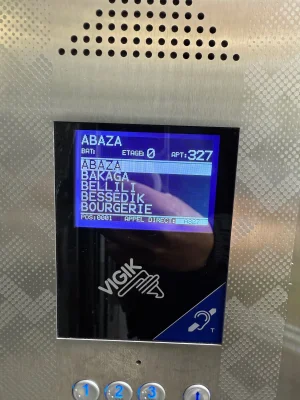 ABAZA
BAT: ETAGE:0 APT:327
ABAZA
BAKAGA
BELLILI
BESSEDIK
BOURGERIE
POS:0001 APPEL DIRECT:
VIGIK
T
1 2 3